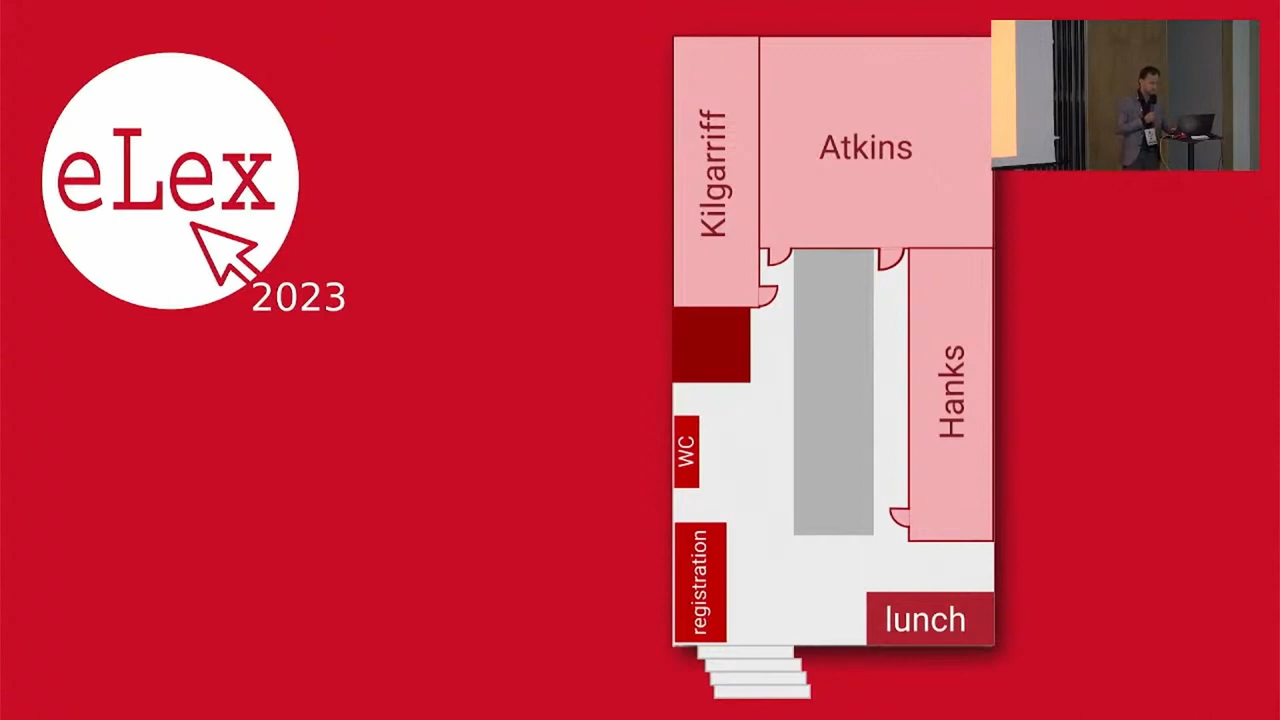 eLex
2023
Kilgarriff
Atkins
Hanks
WC
registration
lunch